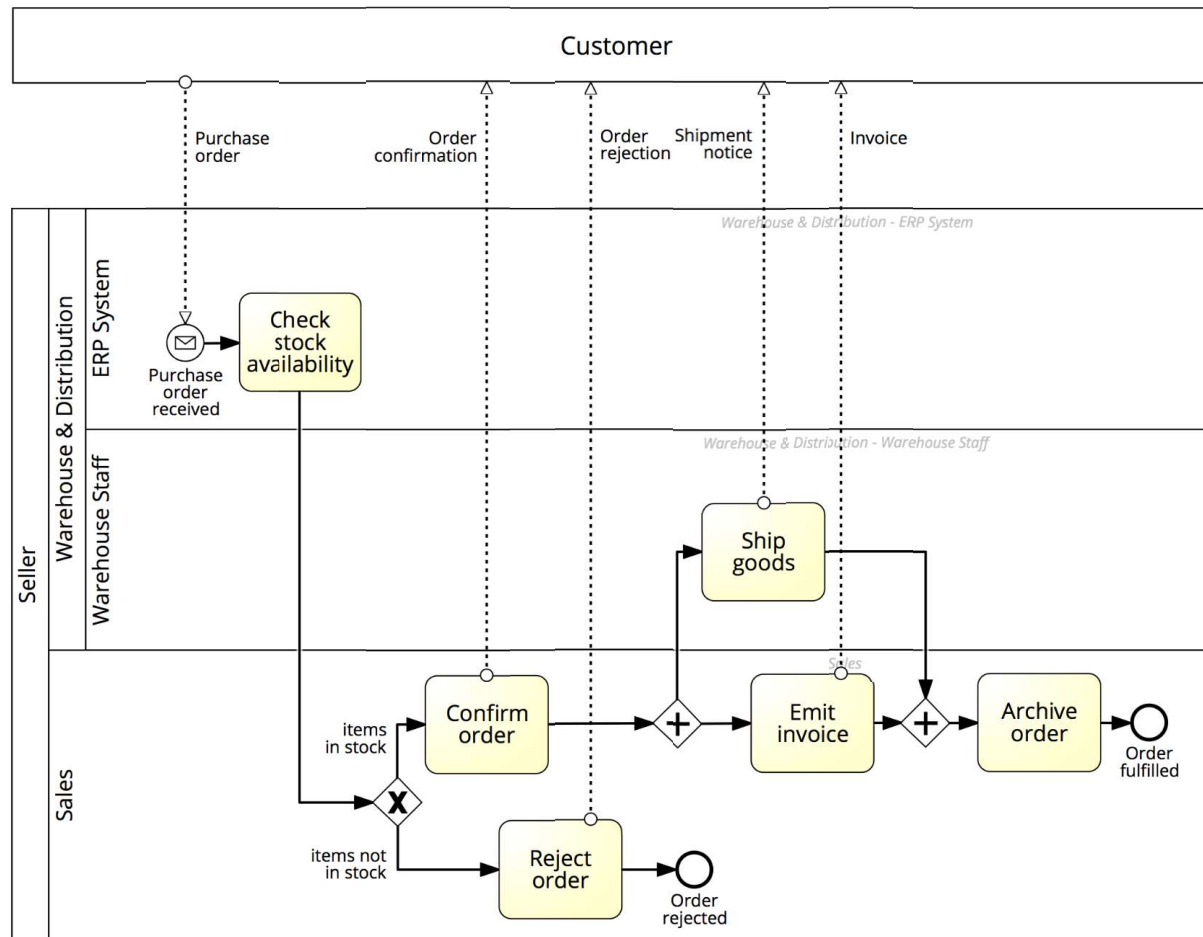 Customer
Purchase
order
Order
confirmation
Order
rejection
Shipment
notice
Invoice
Seller
Warehouse & Distribution
ERP System
Warehouse & Distribution - ERP System
Check
stock
availability
Purchase
order
received
Warehouse Staff
Warehouse & Distribution - Warehouse Staff
Ship
goods
Sales
Sales
items
in stock
Confirm
order
Emit
invoice
Archive
order
Order
fulfilled
X
items not
in stock
Reject
order
Order
rejected